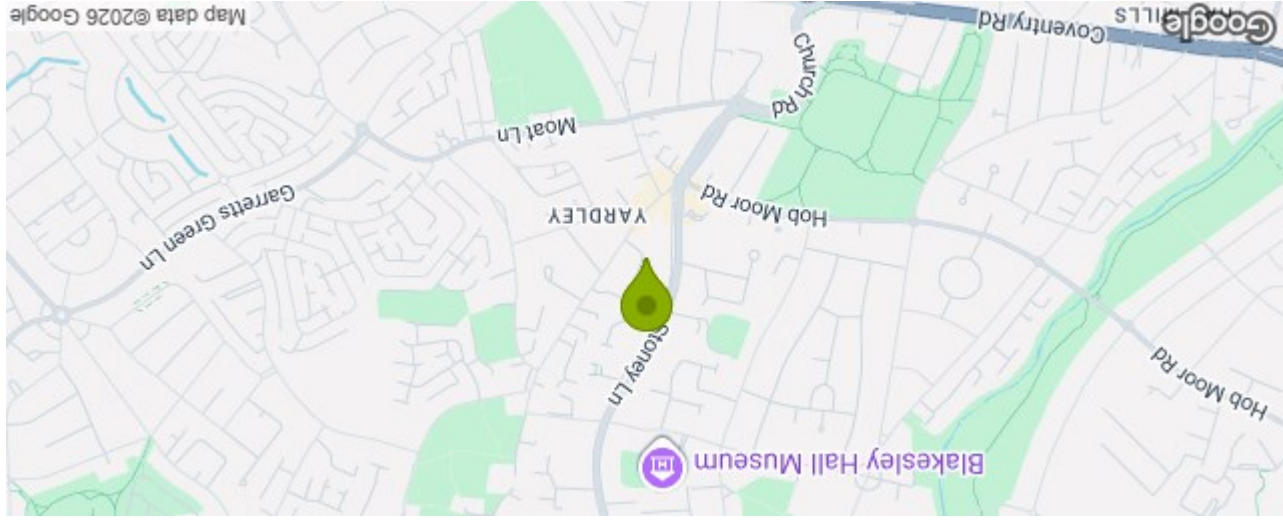 Blakesley Hall Museum
Hob Moor Rd
Stoney Ln
Garretts Green Ln
YARDLEY
Hob Moor Rd
Moat Ln
Church Rd
Coventry Rd
Google
MILLS
Map data ©2026 Google